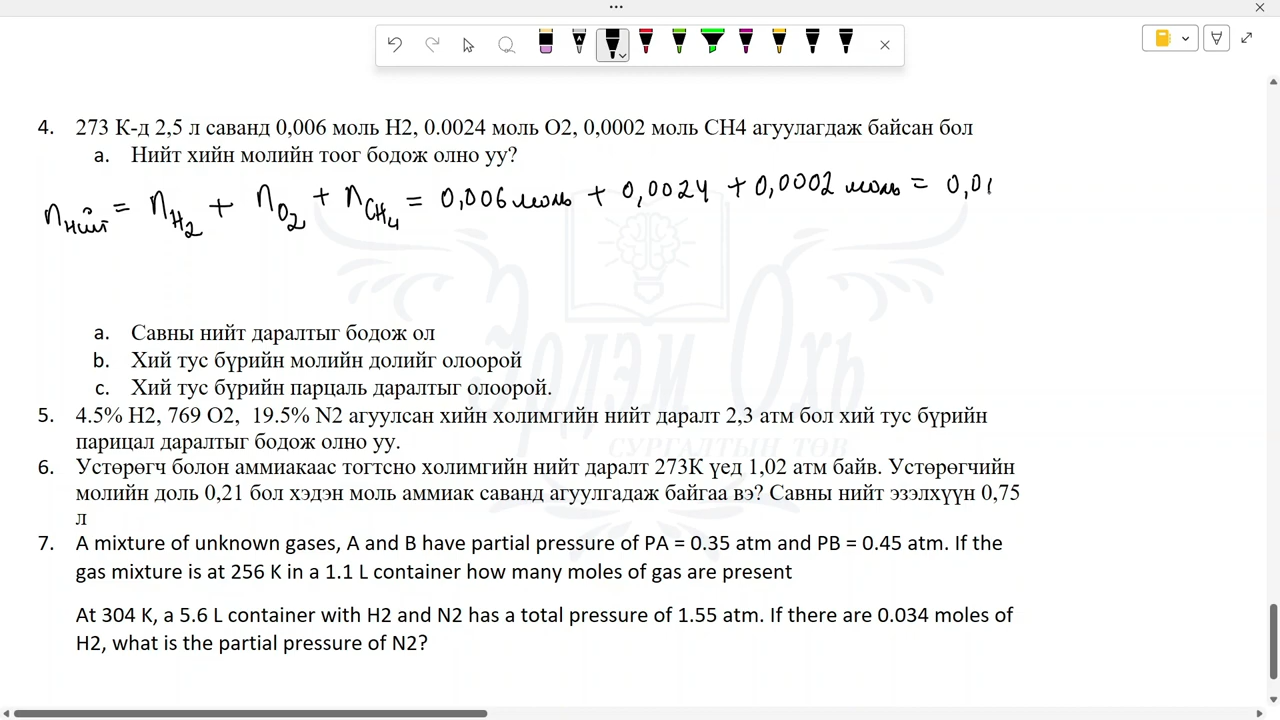 4. 273 К-д 2,5 л саванд 0,006 моль H2, 0.0024 моль O2, 0,0002 моль CH4 агуулагдаж байсан бол
a. Нийт хийн молийн тоог бодож олно уу?
nнийт = nH2 + nO2 + nCH4 = 0,006 моль + 0,0024 + 0,0002 моль = 0,01
a. Савны нийт даралтыг бодож ол
b. Хий тус бүрийн молийн долийг олоорой
c. Хий тус бүрийн парцаль даралтыг олоорой.
5. 4.5% H2, 769 O2, 19.5% N2 агуулсан хийн холимгийн нийт даралт 2,3 атм бол хий тус бүрийн
парицал даралтыг бодож олно уу.
6. Устөрөгч болон аммиакаас тогтсно холимгийн нийт даралт 273К үед 1,02 атм байв. Устөрөгчийн
молийн доль 0,21 бол хэдэн моль аммиак саванд агуулгадаж байгаа вэ? Савны нийт эзэлхүүн 0,75
л
7. A mixture of unknown gases, A and B have partial pressure of PA = 0.35 atm and PB = 0.45 atm. If the
gas mixture is at 256 K in a 1.1 L container how many moles of gas are present
At 304 K, a 5.6 L container with H2 and N2 has a total pressure of 1.55 atm. If there are 0.034 moles of
H2, what is the partial pressure of N2?
Эрдэм Охь
СУРГАЛТЫН ТӨВ